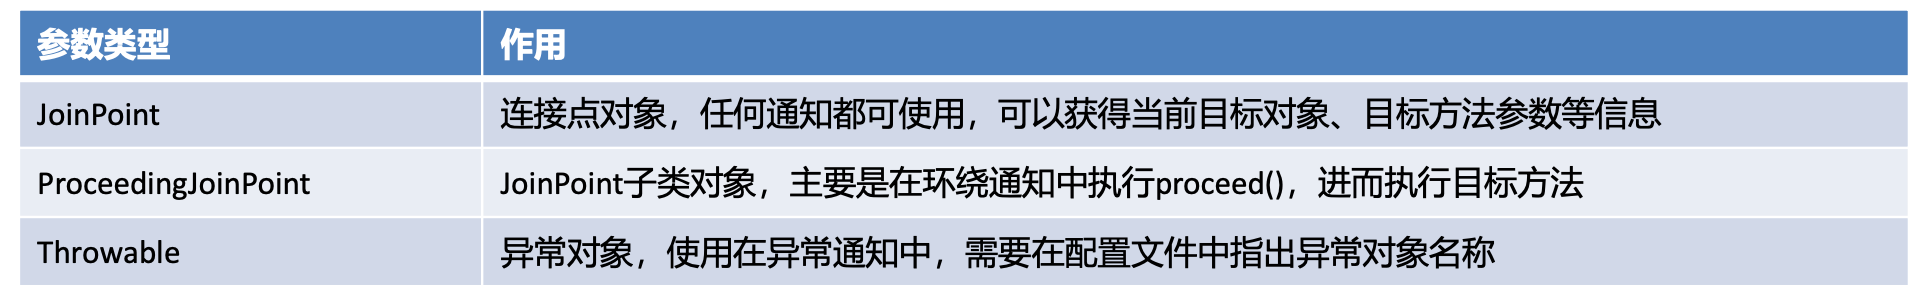 参数类型 作用
JoinPoint 连接点对象，任何通知都可使用，可以获得当前目标对象、目标方法参数等信息
ProceedingJoinPoint JoinPoint子类对象，主要是在环绕通知中执行proceed()，进而执行目标方法
Throwable 异常对象，使用在异常通知中，需要在配置文件中指出异常对象名称